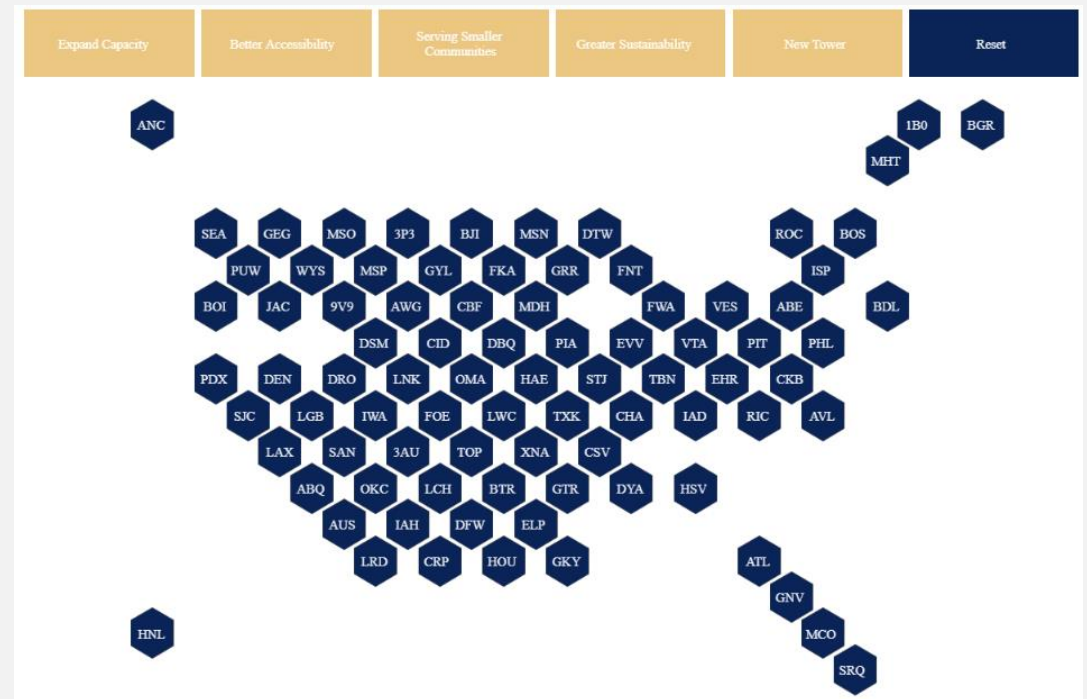 Expand Capacity
Better Accessibility
Serving Smaller
Communities
Greater Sustainability
New Tower
Reset
ANC
1B0
BGR
MHT
SEA
GEG
MSO
3P3
BJI
MSN
DTW
ROC
BOS
PUW
WYS
MSP
GYL
FKA
GRR
FNT
ISP
BOI
JAC
9V9
AWG
CBF
MDH
FWA
VES
ABE
BDL
DSM
CID
DBQ
PIA
EVV
VTA
PIT
PHL
PDX
DEN
DRO
LNK
OMA
HAE
STJ
TBN
EHR
CKB
SJC
LGB
IWA
FOE
LWC
TXK
CHA
IAD
RIC
AVL
LAX
SAN
3AU
TOP
XNA
CSV
ABQ
OKC
LCH
BTR
GTR
DYA
HSV
AUS
IAH
DFW
ELP
LRD
CRP
HOU
GKY
ATL
GNV
HNL
MCO
SRQ